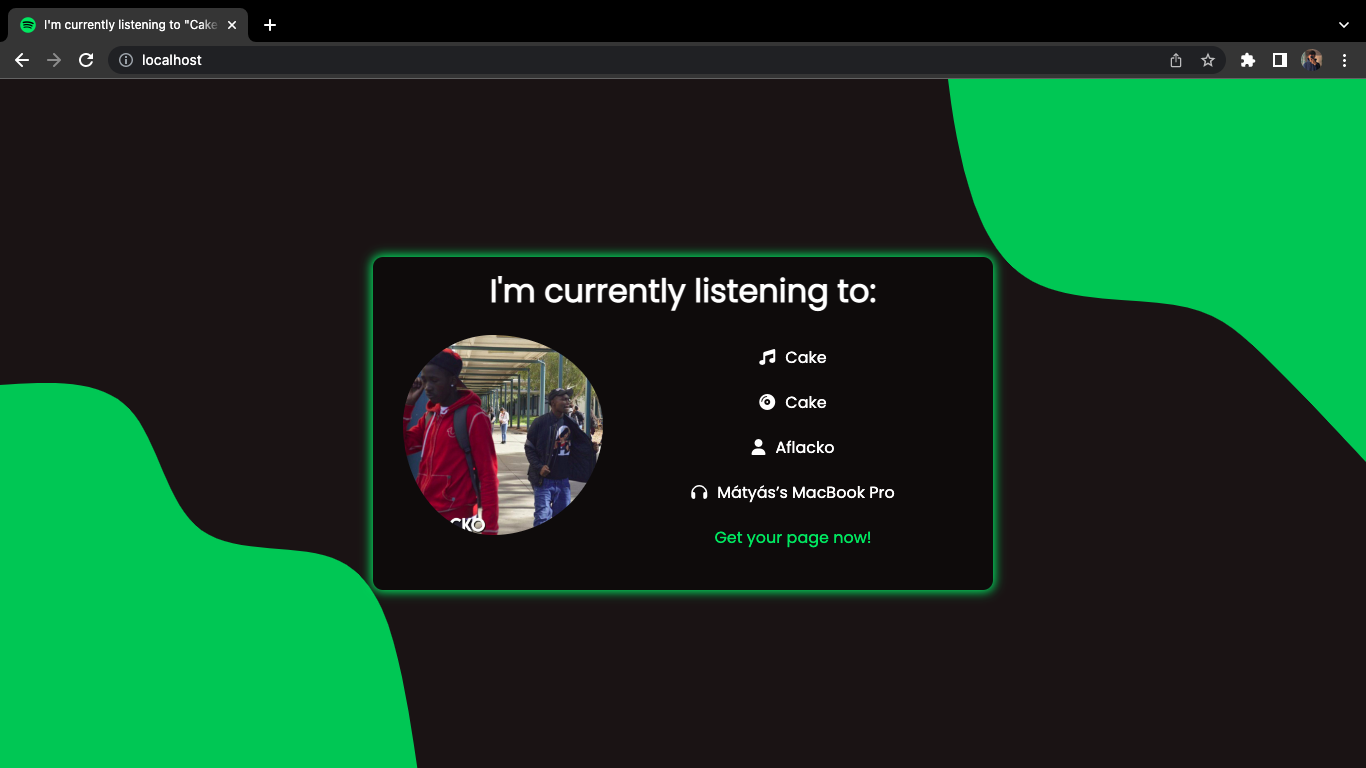 I'm currently listening to "Cake
localhost
I'm currently listening to:
Cake
Cake
Aflacko
Mátyás’s MacBook Pro
Get your page now!
CKO